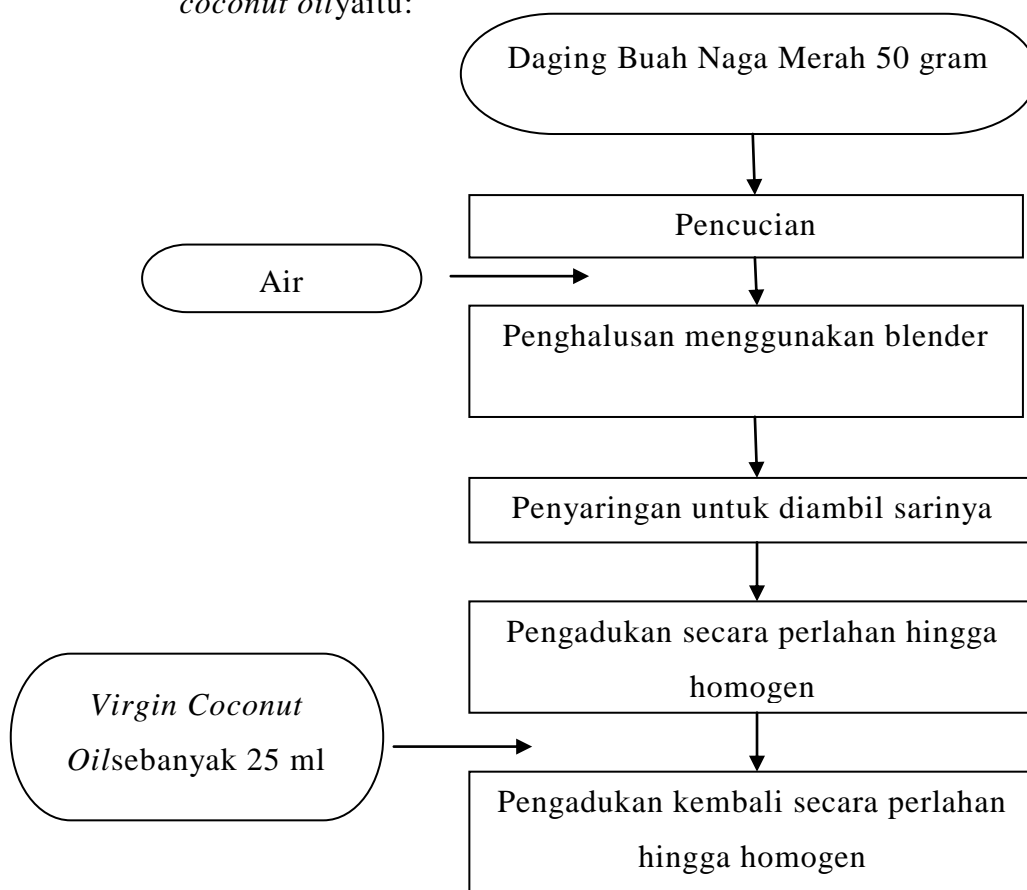 coconut oilyaitu:
Daging Buah Naga Merah 50 gram
Pencucian
Air
Penghalusan menggunakan blender
Penyaringan untuk diambil sarinya
Pengadukan secara perlahan hingga
homogen
Virgin Coconut
Oilsebanyak 25 ml
Pengadukan kembali secara perlahan
hingga homogen